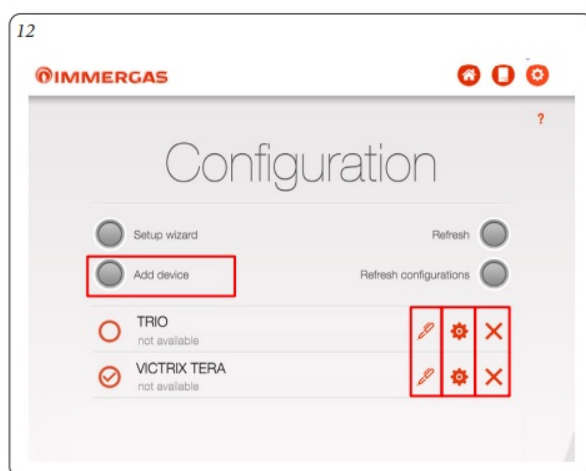 12
IMMERGAS
?
Configuration
Setup wizard Refresh
Add device Refresh configurations
TRIO
not available
VICTRIX TERA
not available